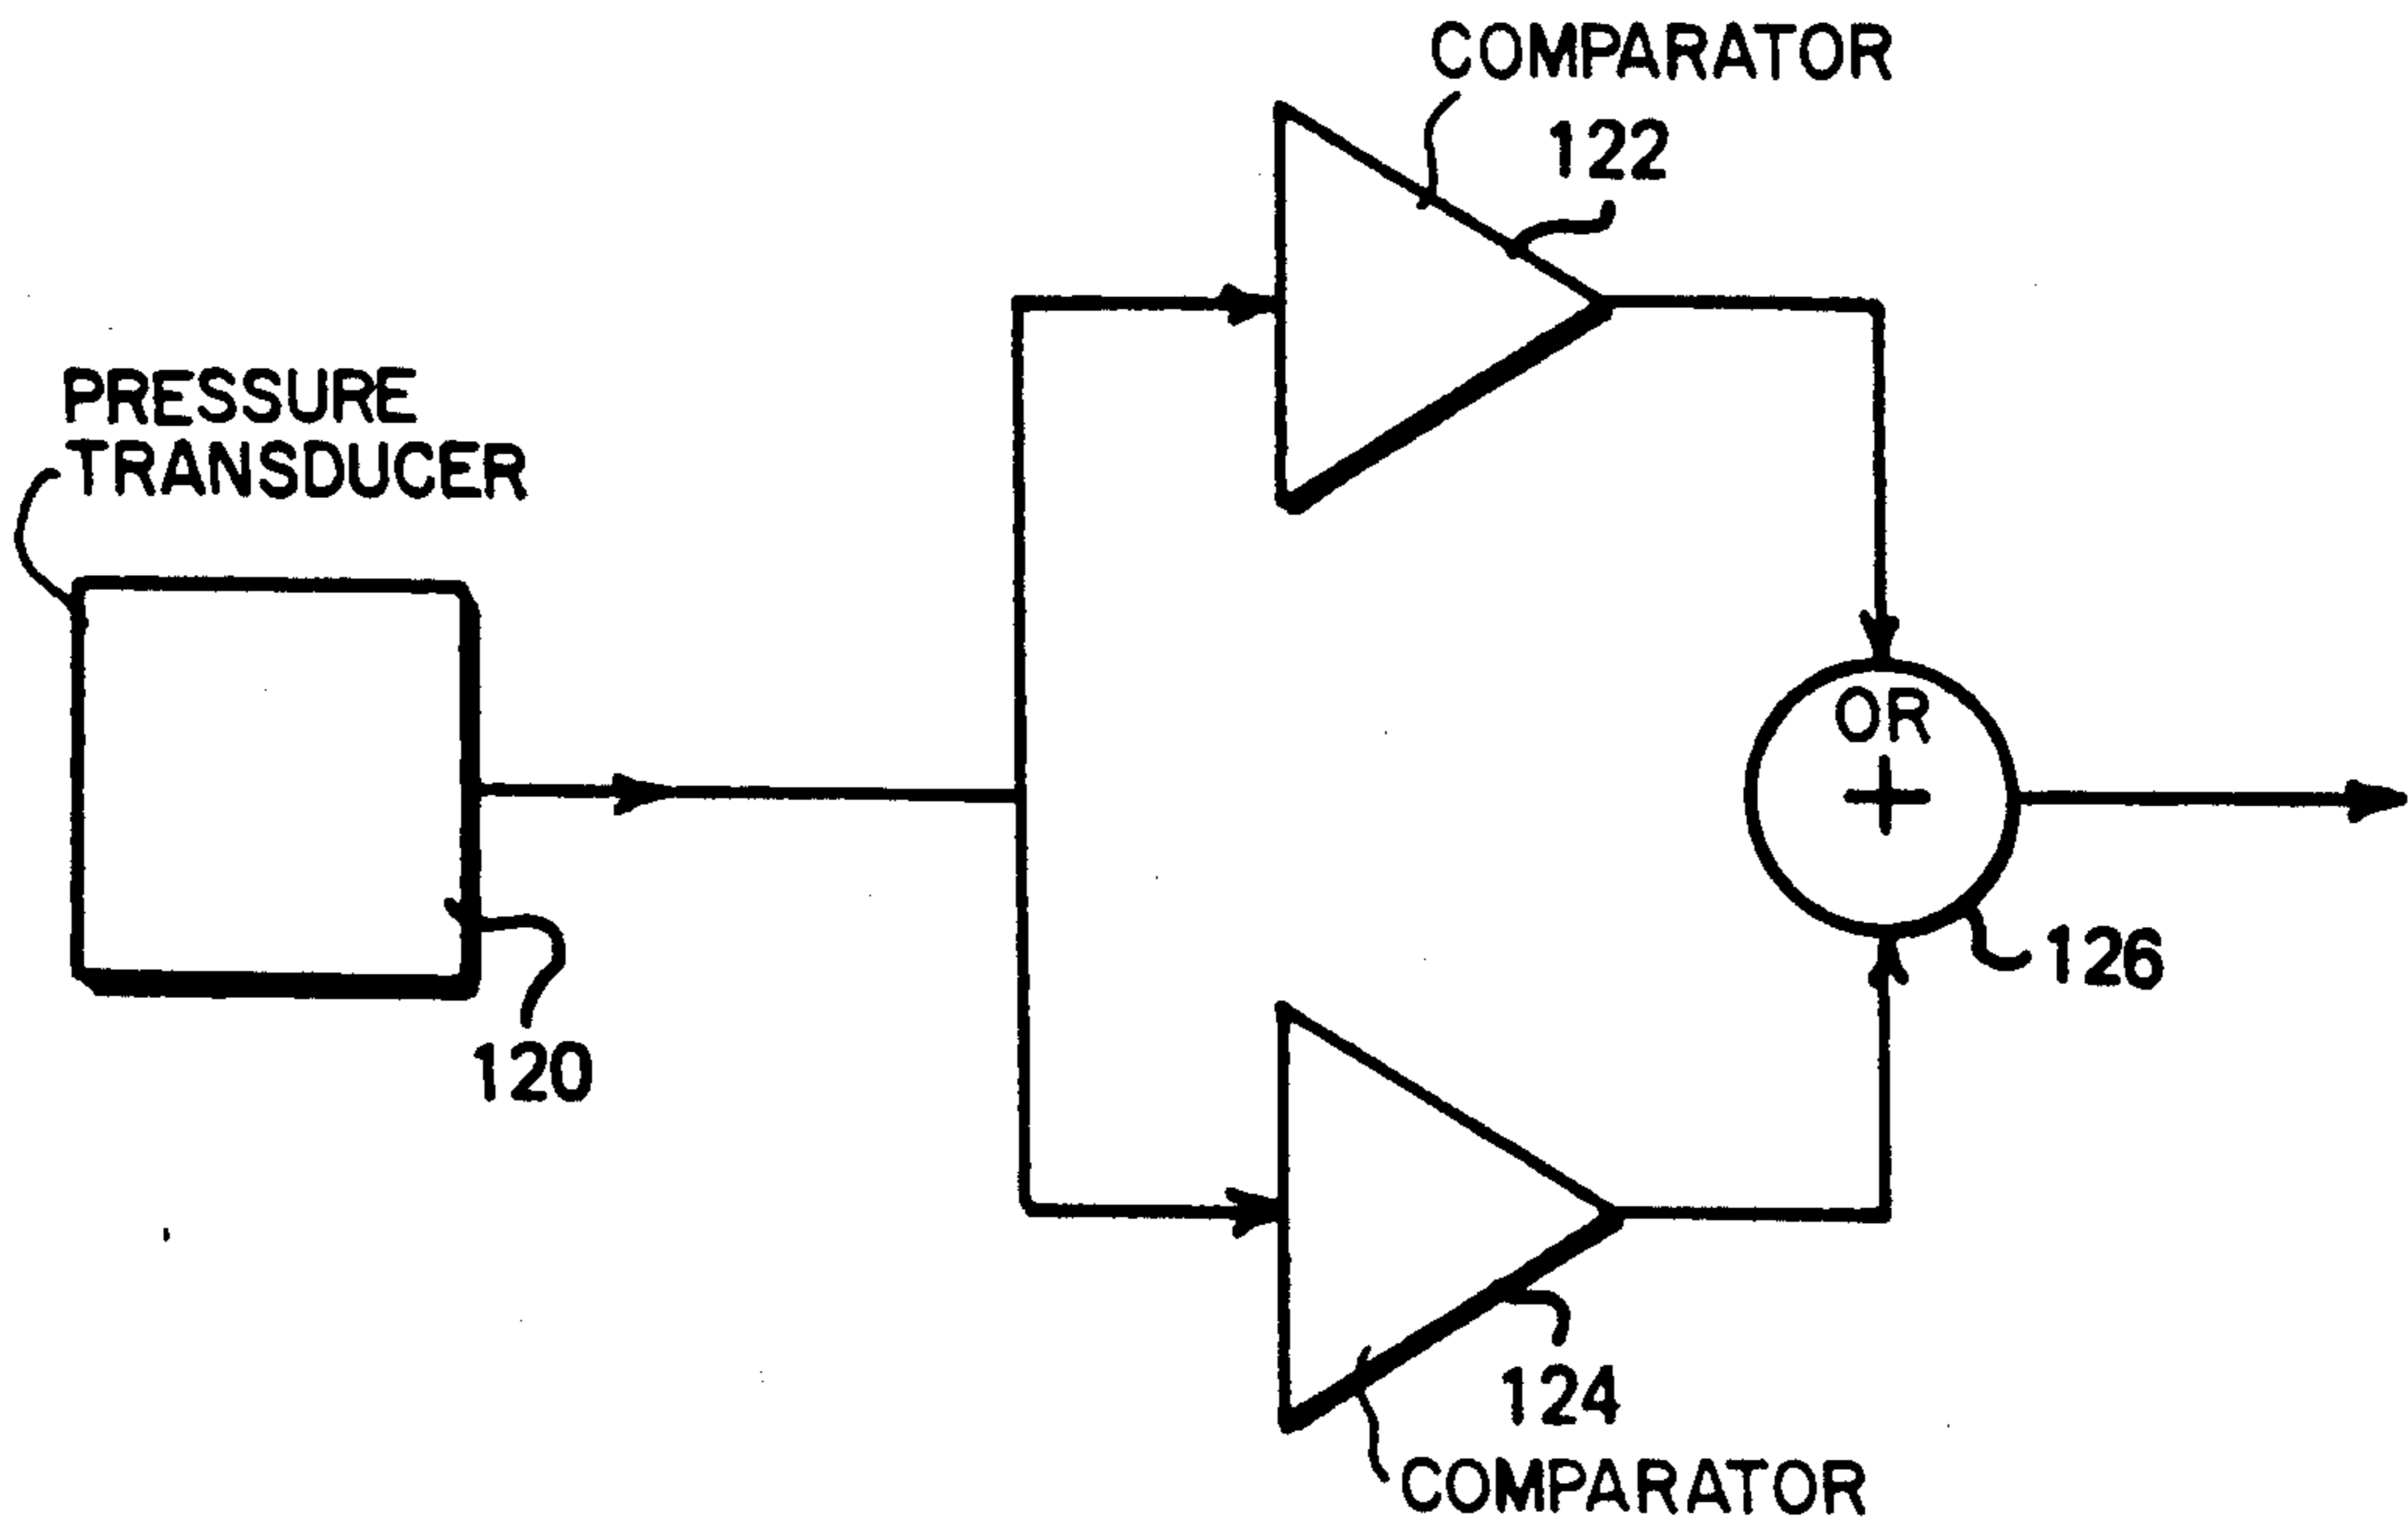 COMPARATOR
122
PRESSURE
TRANSDUCER
OR
+
126
120
124
COMPARATOR